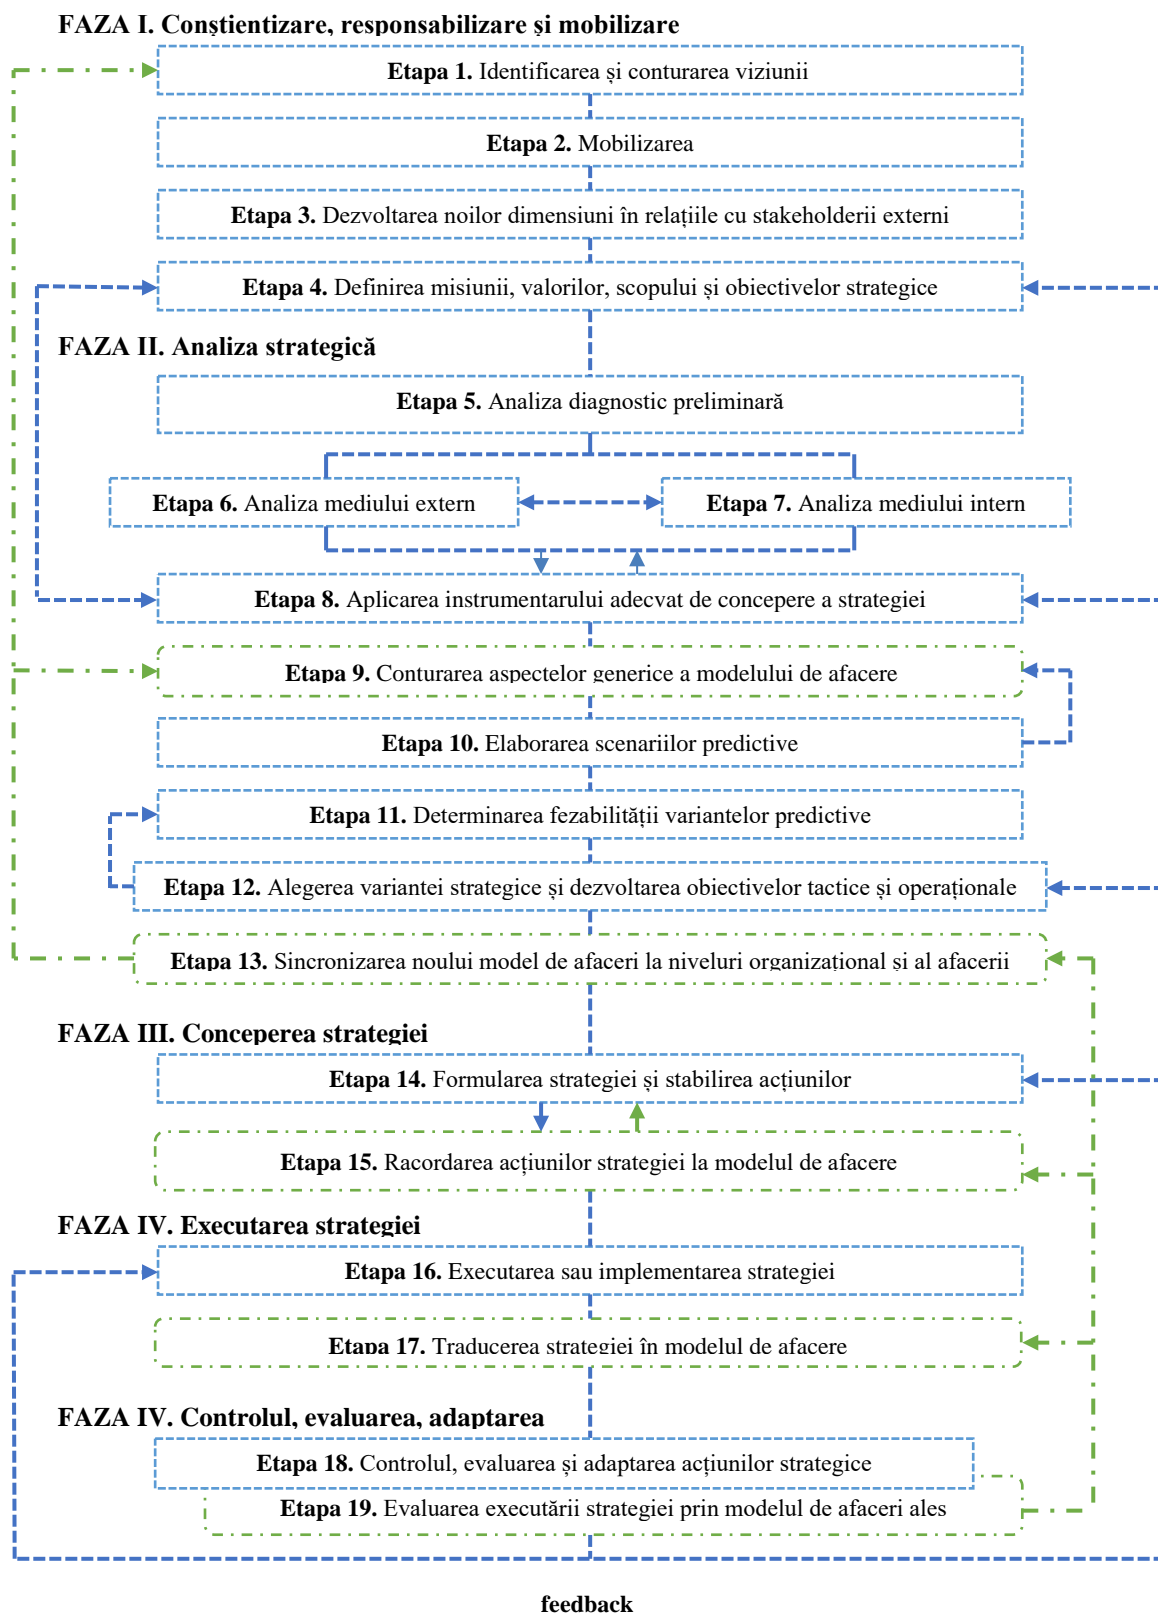 FAZA I. Conștientizare, responsabilizare și mobilizare
Etapa 1. Identificarea și conturarea viziunii
Etapa 2. Mobilizarea
Etapa 3. Dezvoltarea noilor dimensiuni în relațiile cu stakeholderii externi
Etapa 4. Definirea misiunii, valorilor, scopului și obiectivelor strategice
FAZA II. Analiza strategică
Etapa 5. Analiza diagnostic preliminară
Etapa 6. Analiza mediului extern
Etapa 7. Analiza mediului intern
Etapa 8. Aplicarea instrumentarului adecvat de concepere a strategiei
Etapa 9. Conturarea aspectelor generice a modelului de afacere
Etapa 10. Elaborarea scenariilor predictive
Etapa 11. Determinarea fezabilității variantelor predictive
Etapa 12. Alegerea variantei strategice și dezvoltarea obiectivelor tactice și operaționale
Etapa 13. Sincronizarea noului model de afaceri la niveluri organizațional și al afacerii
FAZA III. Conceperea strategiei
Etapa 14. Formularea strategiei și stabilirea acțiunilor
Etapa 15. Racordarea acțiunilor strategiei la modelul de afacere
FAZA IV. Executarea strategiei
Etapa 16. Executarea sau implementarea strategiei
Etapa 17. Traducerea strategiei în modelul de afacere
FAZA IV. Controlul, evaluarea, adaptarea
Etapa 18. Controlul, evaluarea și adaptarea acțiunilor strategice
Etapa 19. Evaluarea executării strategiei prin modelul de afaceri ales
feedback